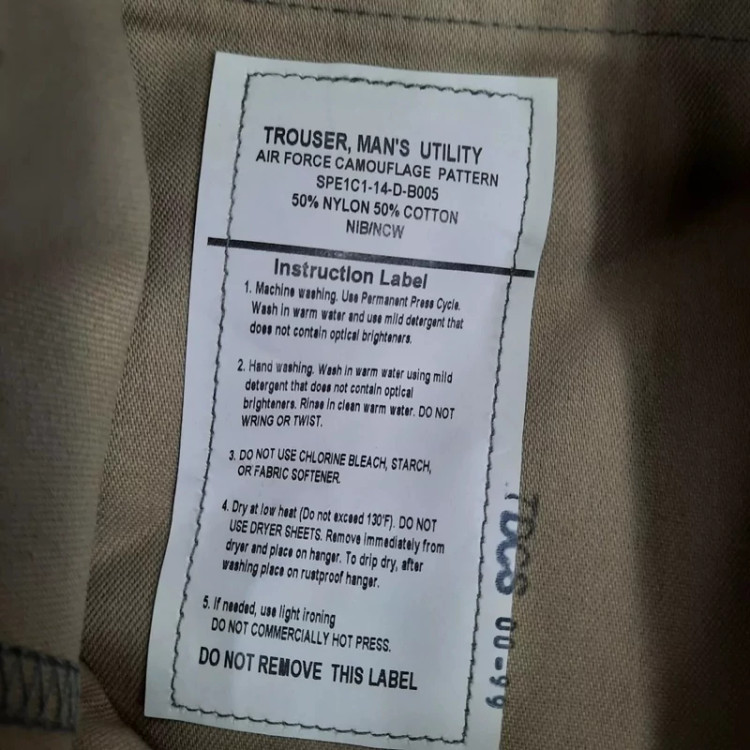 TROUSER, MAN'S UTILITY
AIR FORCE CAMOUFLAGE PATTERN
SPE1C1-14-D-B005
50% NYLON 50% COTTON
NIB/NCW
Instruction Label
1. Machine washing. Use Permanent Press Cycle.
Wash in warm water and use mild detergent that
does not contain optical brighteners.
2. Hand washing. Wash in warm water using mild
detergent that does not contain optical
brighteners. Rinse in clean warm water. DO NOT
WRING OR TWIST.
3. DO NOT USE CHLORINE BLEACH, STARCH,
OR FABRIC SOFTENER.
4. Dry at low heat (Do not exceed 130°F). DO NOT
USE DRYER SHEETS. Remove immediately from
dryer and place on hanger. To drip dry, after
washing place on rustproof hanger.
5. If needed, use light ironing
DO NOT COMMERCIALLY HOT PRESS.
DO NOT REMOVE THIS LABEL